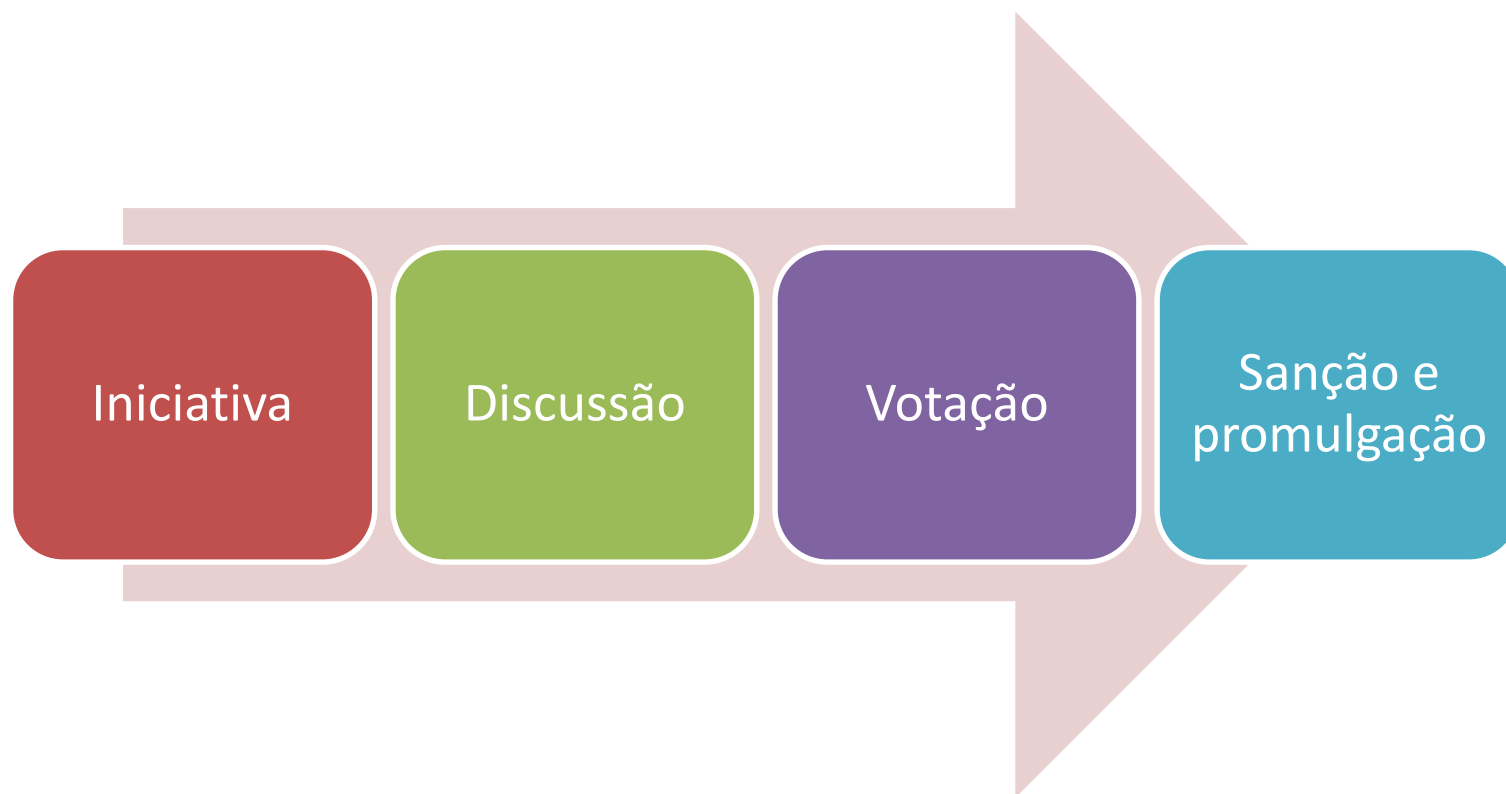 Iniciativa
Discussão
Votação
Sanção e
promulgação